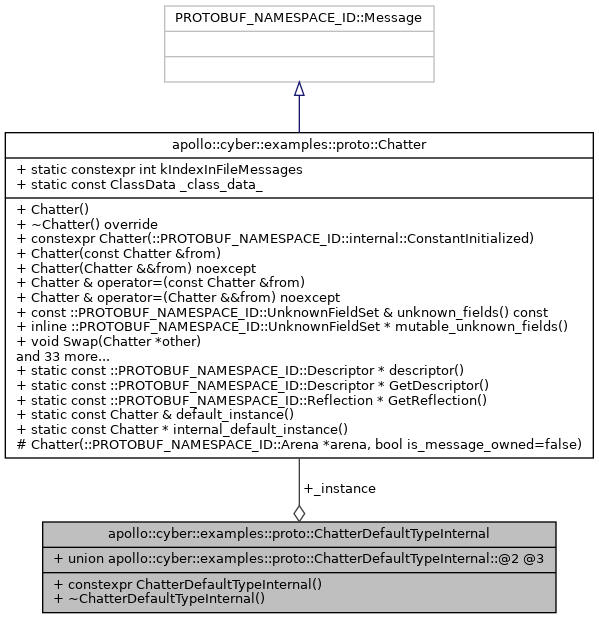 PROTOBUF_NAMESPACE_ID::Message
apollo::cyber::examples::proto::Chatter
+ static constexpr int kIndexInFileMessages
+ static const ClassData _class_data_
+ Chatter()
+ ~Chatter() override
+ constexpr Chatter(::PROTOBUF_NAMESPACE_ID::internal::ConstantInitialized)
+ Chatter(const Chatter &from)
+ Chatter(Chatter &&from) noexcept
+ Chatter & operator=(const Chatter &from)
+ Chatter & operator=(Chatter &&from) noexcept
+ const ::PROTOBUF_NAMESPACE_ID::UnknownFieldSet & unknown_fields() const
+ inline ::PROTOBUF_NAMESPACE_ID::UnknownFieldSet * mutable_unknown_fields()
+ void Swap(Chatter *other)
and 33 more...
+ static const ::PROTOBUF_NAMESPACE_ID::Descriptor * descriptor()
+ static const ::PROTOBUF_NAMESPACE_ID::Descriptor * GetDescriptor()
+ static const ::PROTOBUF_NAMESPACE_ID::Reflection * GetReflection()
+ static const Chatter & default_instance()
+ static const Chatter * internal_default_instance()
# Chatter(::PROTOBUF_NAMESPACE_ID::Arena *arena, bool is_message_owned=false)
+_instance
apollo::cyber::examples::proto::ChatterDefaultTypeInternal
+ union apollo::cyber::examples::proto::ChatterDefaultTypeInternal::@2 @3
+ constexpr ChatterDefaultTypeInternal()
+ ~ChatterDefaultTypeInternal()